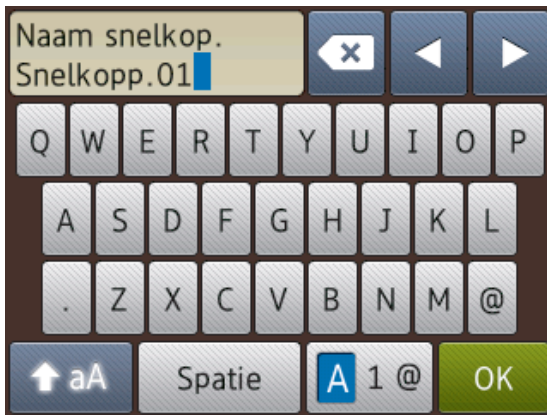 Naam snelkop.
Snelkopp.01
Q W E R T Y U I O P
A S D F G H J K L
. Z X C V B N M @
aA Spatie A 1 @ OK